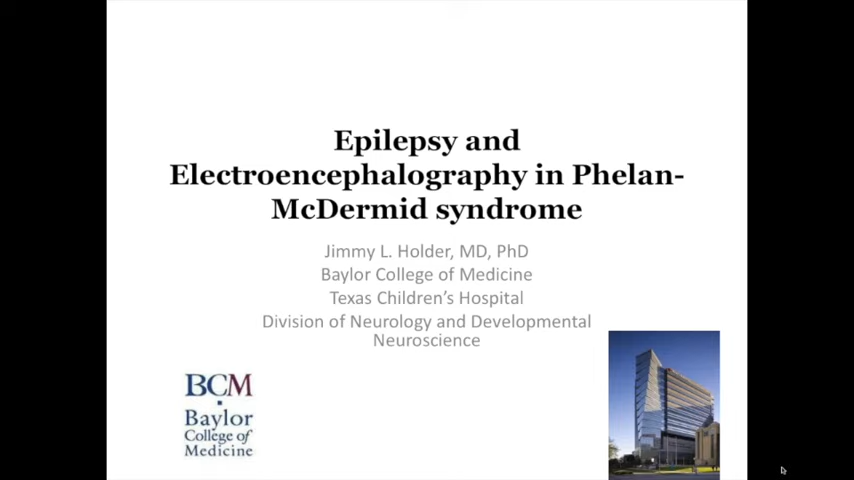 Epilepsy and
Electroencephalography in Phelan-
McDermid syndrome
Jimmy L. Holder, MD, PhD
Baylor College of Medicine
Texas Children's Hospital
Division of Neurology and Developmental
Neuroscience
BCM
Baylor
College of
Medicine